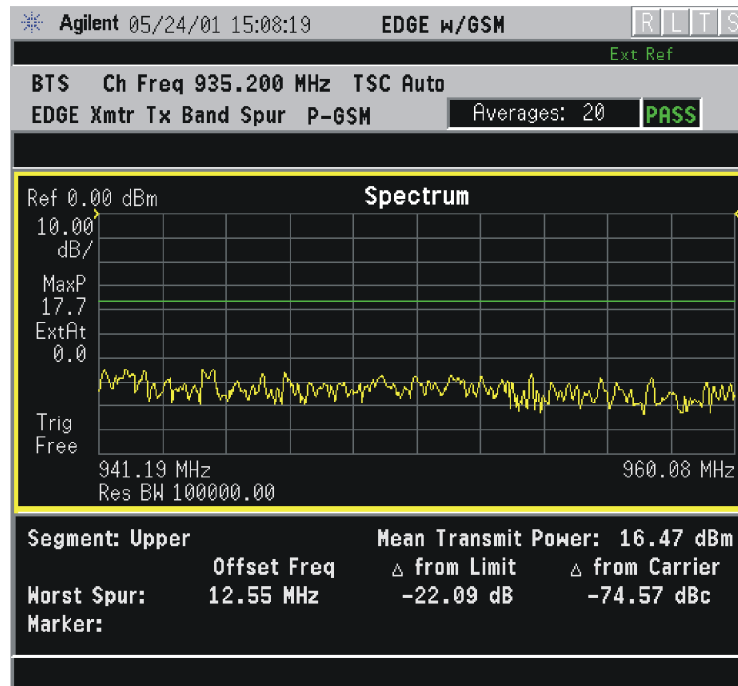 Agilent 05/24/01 15:08:19 EDGE w/GSM R L T S
Ext Ref
BTS Ch Freq 935.200 MHz TSC Auto
EDGE Xmtr Tx Band Spur P-GSM Averages: 20 PASS
Ref 0.00 dBm Spectrum
10.00
dB/
MaxP
17.7
ExtAt
0.0
Trig
Free
941.19 MHz 960.08 MHz
Res BW 100000.00
Segment: Upper Mean Transmit Power: 16.47 dBm
Offset Freq △ from Limit △ from Carrier
Worst Spur: 12.55 MHz -22.09 dB -74.57 dBc
Marker: